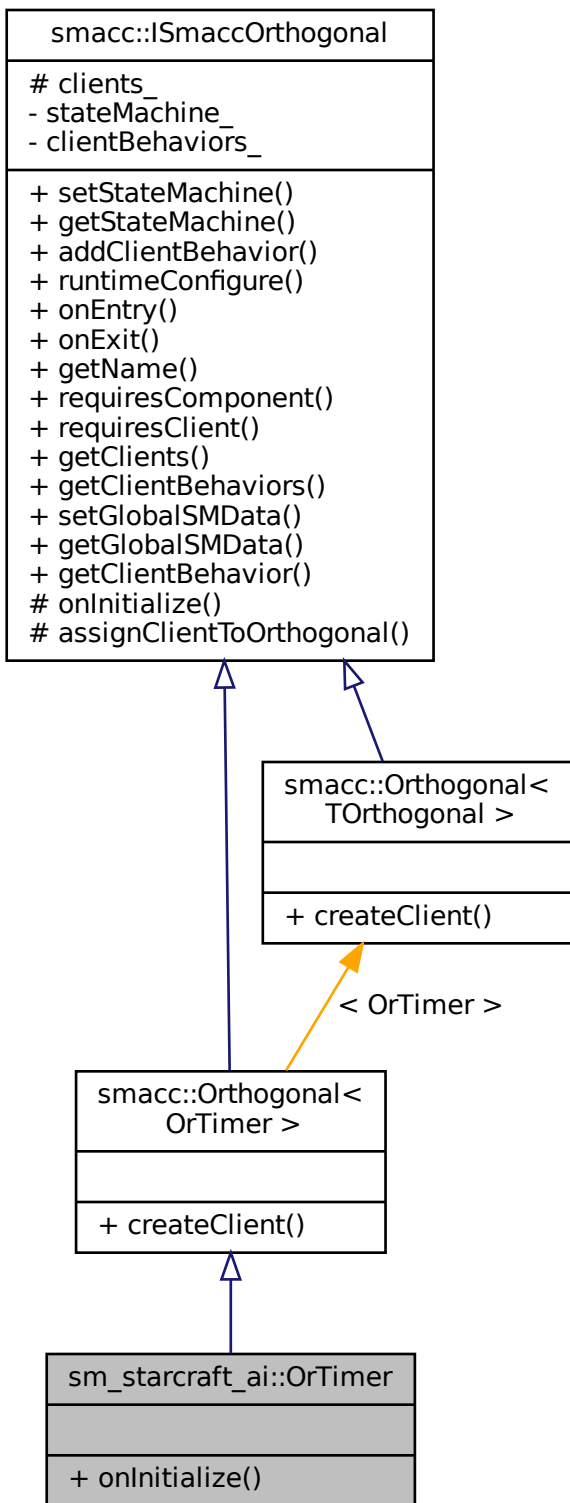 smacc::ISmaccOrthogonal
# clients_
- stateMachine_
- clientBehaviors_
+ setStateMachine()
+ getStateMachine()
+ addClientBehavior()
+ runtimeConfigure()
+ onEntry()
+ onExit()
+ getName()
+ requiresComponent()
+ requiresClient()
+ getClients()
+ getClientBehaviors()
+ setGlobalSMData()
+ getGlobalSMData()
+ getClientBehavior()
# onInitialize()
# assignClientToOrthogonal()
smacc::Orthogonal<
TOrthogonal >
+ createClient()
< OrTimer >
smacc::Orthogonal<
OrTimer >
+ createClient()
sm_starcraft_ai::OrTimer
+ onInitialize()